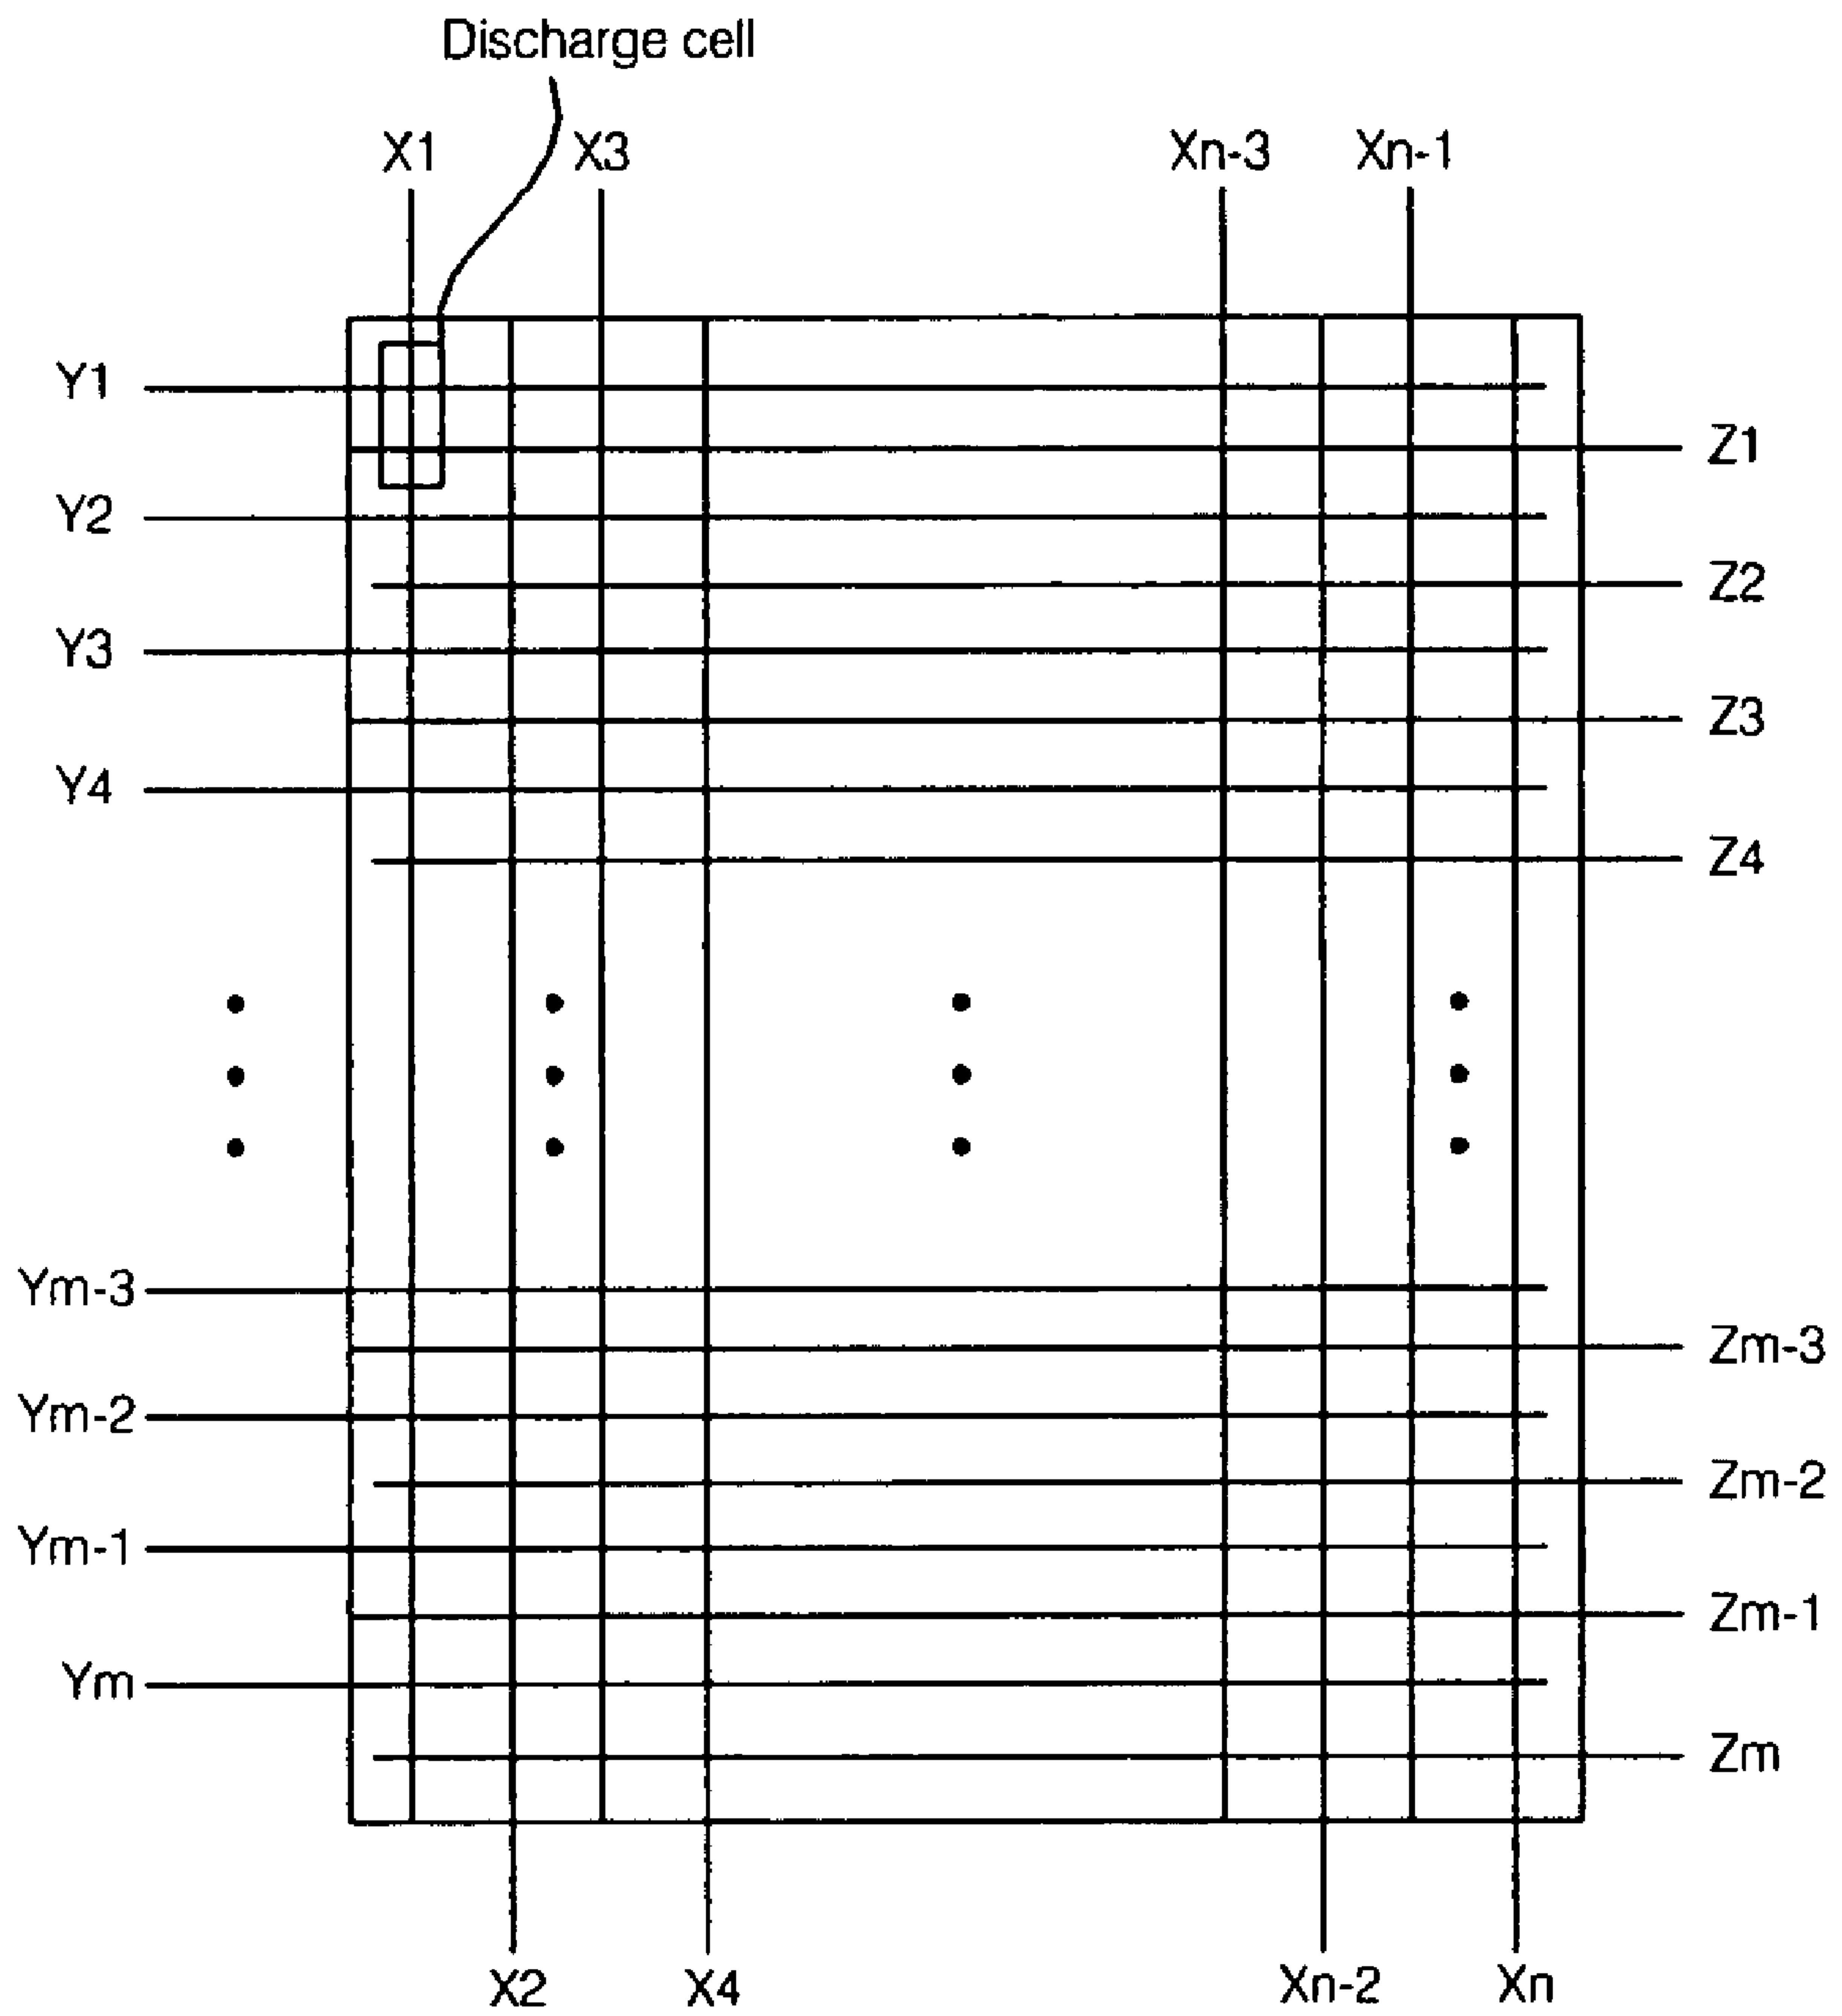 Discharge cell
X1 X3 Xn-3 Xn-1
Y1
Z1
Y2
Z2
Y3
Z3
Y4
Z4
Ym-3
Zm-3
Ym-2
Zm-2
Ym-1
Zm-1
Ym
Zm
X2 X4 Xn-2 Xn